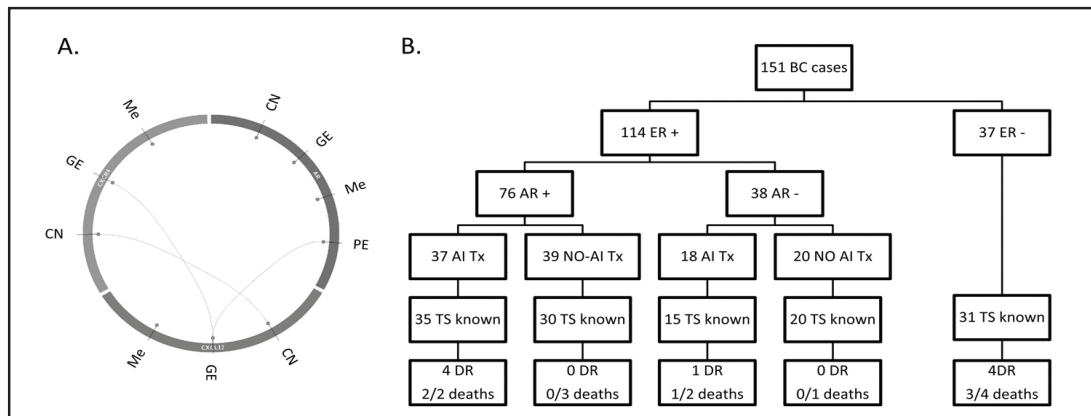 A.
B.
CN
GE
AR
Me
PE
CN
GE
CXCL12
Me
CN
GE
CXCR4
Me
151 BC cases
114 ER +
37 ER -
76 AR +
38 AR -
37 AI Tx
39 NO-AI Tx
18 AI Tx
20 NO AI Tx
35 TS known
30 TS known
15 TS known
20 TS known
31 TS known
4 DR
2/2 deaths
0 DR
0/3 deaths
1 DR
1/2 deaths
0 DR
0/1 deaths
4DR
3/4 deaths